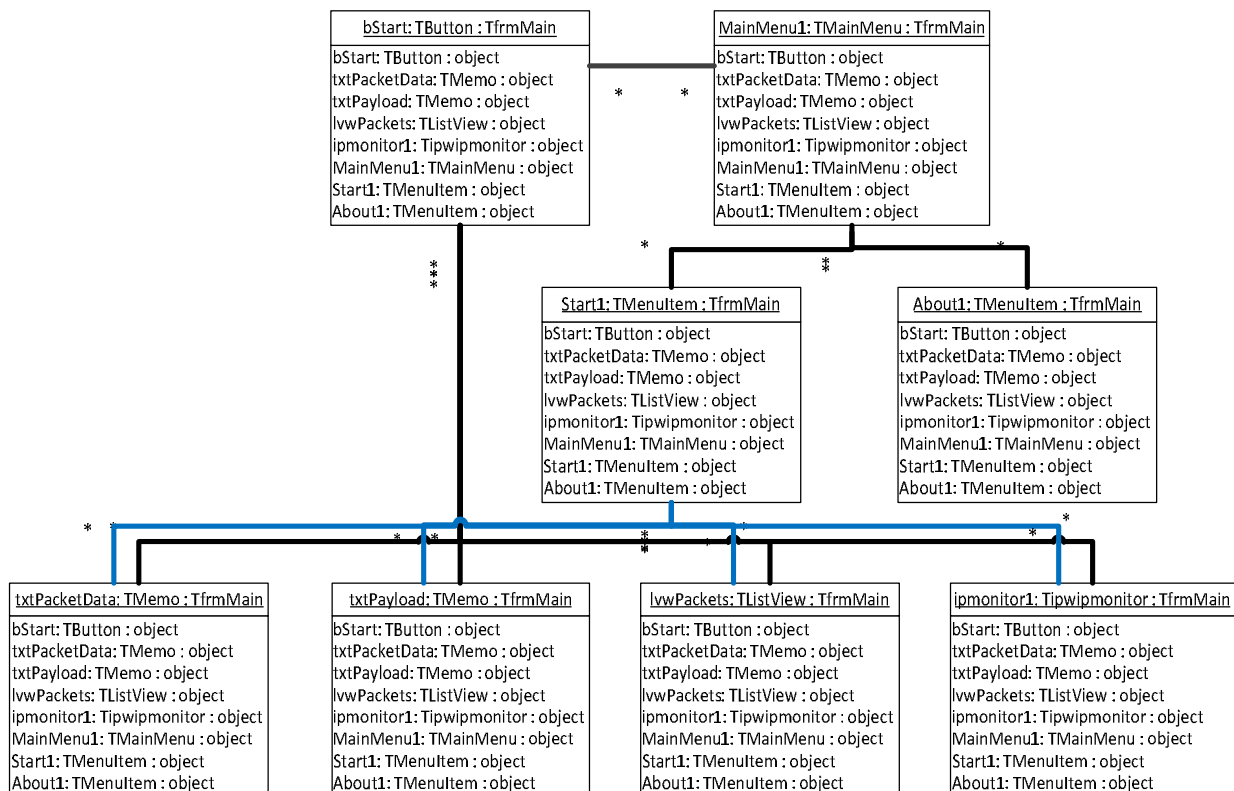 bStart: TButton : TfrmMain
bStart: TButton : object
txtPacketData: TMemo : object
txtPayload: TMemo : object
lvwPackets: TListView : object
ipmonitor1: Tipwipmonitor : object
MainMenu1: TMainMenu : object
Start1: TMenuItem : object
About1: TMenuItem : object
MainMenu1: TMainMenu : TfrmMain
bStart: TButton : object
txtPacketData: TMemo : object
txtPayload: TMemo : object
lvwPackets: TListView : object
ipmonitor1: Tipwipmonitor : object
MainMenu1: TMainMenu : object
Start1: TMenuItem : object
About1: TMenuItem : object
* *
* * * * * * *
Start1: TMenuItem : TfrmMain
bStart: TButton : object
txtPacketData: TMemo : object
txtPayload: TMemo : object
lvwPackets: TListView : object
ipmonitor1: Tipwipmonitor : object
MainMenu1: TMainMenu : object
Start1: TMenuItem : object
About1: TMenuItem : object
About1: TMenuItem : TfrmMain
bStart: TButton : object
txtPacketData: TMemo : object
txtPayload: TMemo : object
lvwPackets: TListView : object
ipmonitor1: Tipwipmonitor : object
MainMenu1: TMainMenu : object
Start1: TMenuItem : object
About1: TMenuItem : object
txtPacketData: TMemo : TfrmMain
bStart: TButton : object
txtPacketData: TMemo : object
txtPayload: TMemo : object
lvwPackets: TListView : object
ipmonitor1: Tipwipmonitor : object
MainMenu1: TMainMenu : object
Start1: TMenuItem : object
About1: TMenuItem : object
txtPayload: TMemo : TfrmMain
bStart: TButton : object
txtPacketData: TMemo : object
txtPayload: TMemo : object
lvwPackets: TListView : object
ipmonitor1: Tipwipmonitor : object
MainMenu1: TMainMenu : object
Start1: TMenuItem : object
About1: TMenuItem : object
lvwPackets: TListView : TfrmMain
bStart: TButton : object
txtPacketData: TMemo : object
txtPayload: TMemo : object
lvwPackets: TListView : object
ipmonitor1: Tipwipmonitor : object
MainMenu1: TMainMenu : object
Start1: TMenuItem : object
About1: TMenuItem : object
ipmonitor1: Tipwipmonitor : TfrmMain
bStart: TButton : object
txtPacketData: TMemo : object
txtPayload: TMemo : object
lvwPackets: TListView : object
ipmonitor1: Tipwipmonitor : object
MainMenu1: TMainMenu : object
Start1: TMenuItem : object
About1: TMenuItem : object